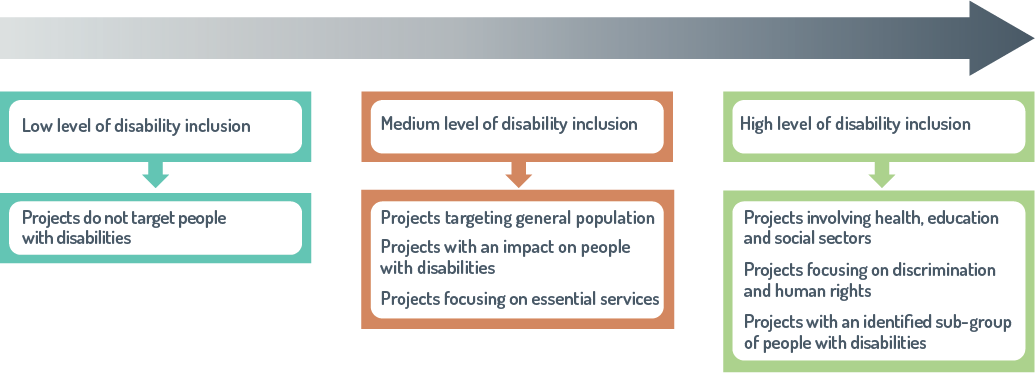 Low level of disability inclusion
Projects do not target people
with disabilities
Medium level of disability inclusion
Projects targeting general population
Projects with an impact on people
with disabilities
Projects focusing on essential services
High level of disability inclusion
Projects involving health, education
and social sectors
Projects focusing on discrimination
and human rights
Projects with an identified sub-group
of people with disabilities